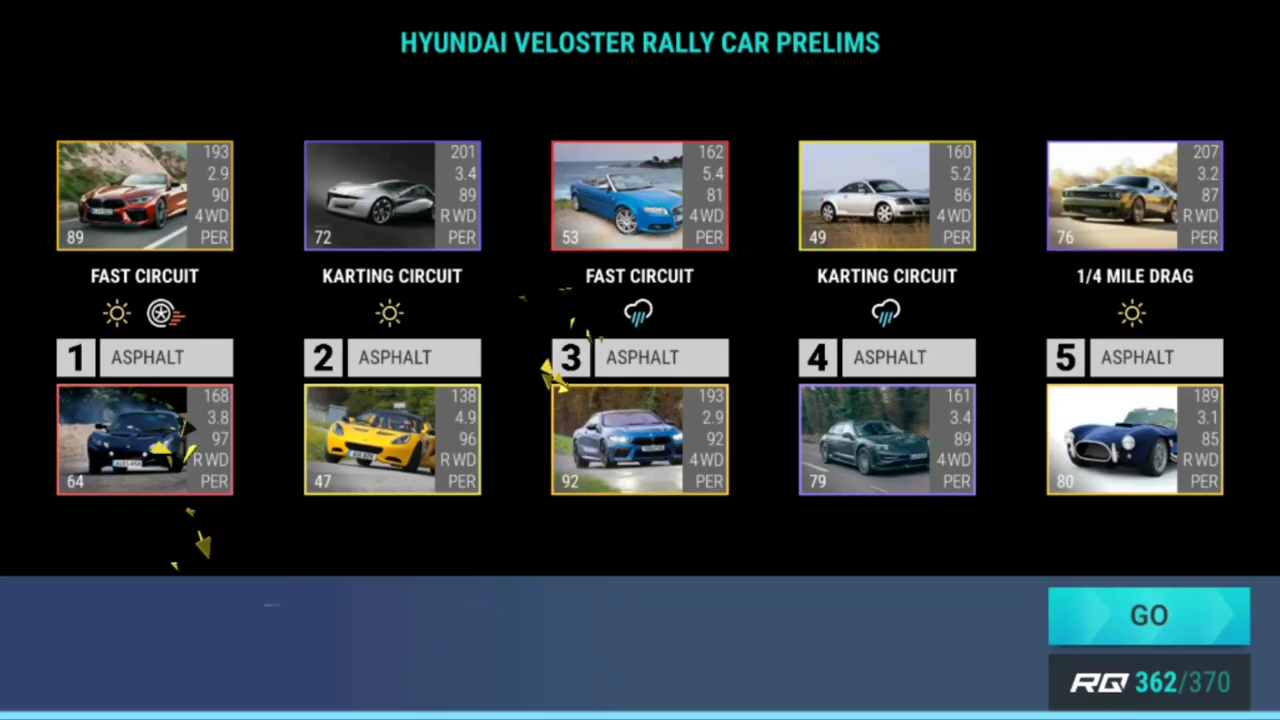 HYUNDAI VELOSTER RALLY CAR PRELIMS
193
2.9
90
4WD
PER
89
201
3.4
89
RWD
PER
72
162
5.4
81
4WD
PER
53
160
5.2
86
4WD
PER
49
207
3.2
87
RWD
PER
76
FAST CIRCUIT
KARTING CIRCUIT
FAST CIRCUIT
KARTING CIRCUIT
1/4 MILE DRAG
1 ASPHALT
2 ASPHALT
3 ASPHALT
4 ASPHALT
5 ASPHALT
168
3.8
97
RWD
PER
64
138
4.9
96
RWD
PER
47
193
2.9
92
4WD
PER
92
161
3.4
89
4WD
PER
79
189
3.1
85
RWD
PER
80
GO
RQ 362/370